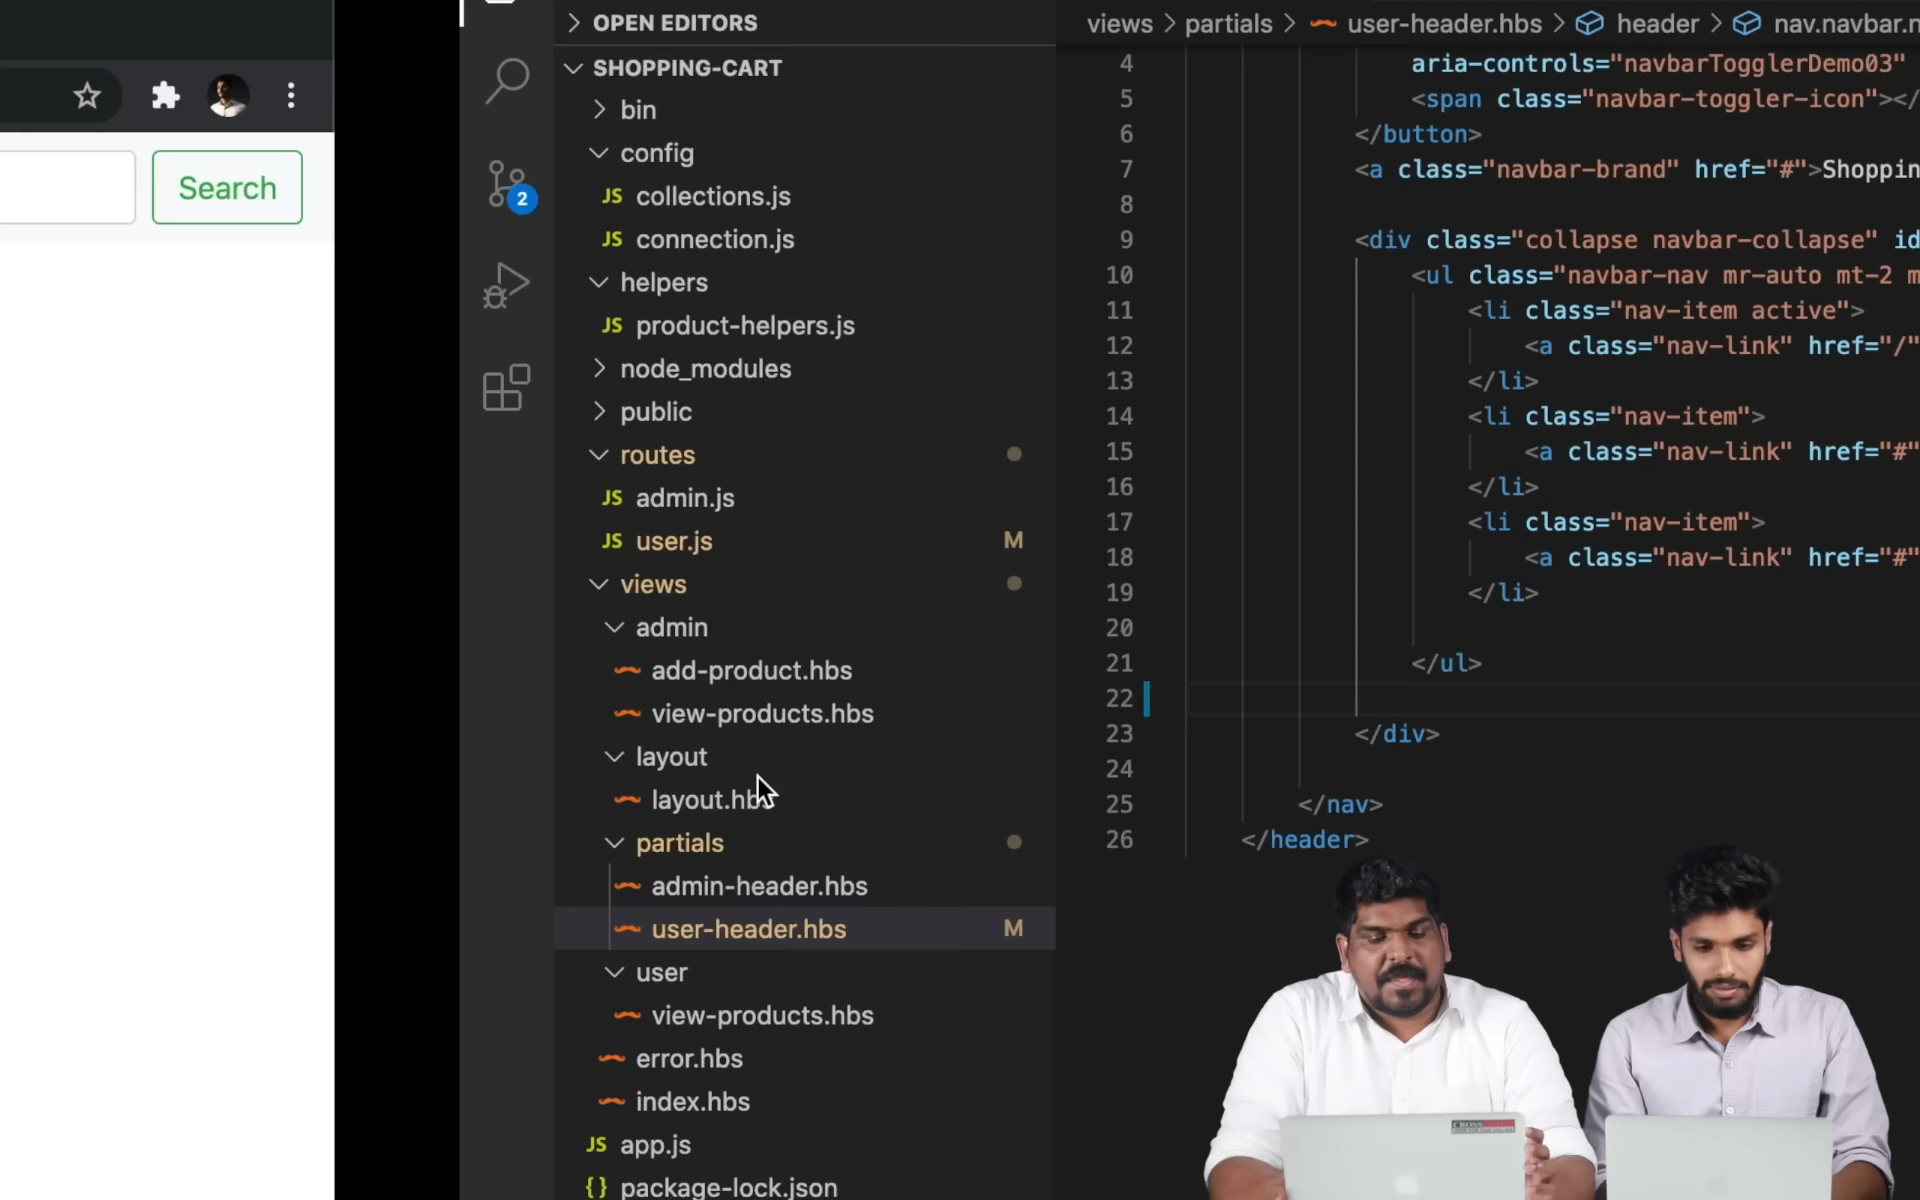 Search
2
OPEN EDITORS
SHOPPING-CART
bin
config
JS collections.js
JS connection.js
helpers
JS product-helpers.js
node_modules
public
routes
JS admin.js
JS user.js M
views
admin
add-product.hbs
view-products.hbs
layout
layout.hbs
partials
admin-header.hbs
user-header.hbs M
user
view-products.hbs
error.hbs
index.hbs
JS app.js
{} package-lock.json
views > partials > user-header.hbs > header > nav.navbar.n
4 aria-controls="navbarTogglerDemo03"
5 <span class="navbar-toggler-icon"></
6 </button>
7 <a class="navbar-brand" href="#">Shoppin
8
9 <div class="collapse navbar-collapse" id
10 <ul class="navbar-nav mr-auto mt-2 m
11 <li class="nav-item active">
12 <a class="nav-link" href="/"
13 </li>
14 <li class="nav-item">
15 <a class="nav-link" href="#"
16 </li>
17 <li class="nav-item">
18 <a class="nav-link" href="#"
19 </li>
20
21 </ul>
22
23 </div>
24
25 </nav>
26 </header>